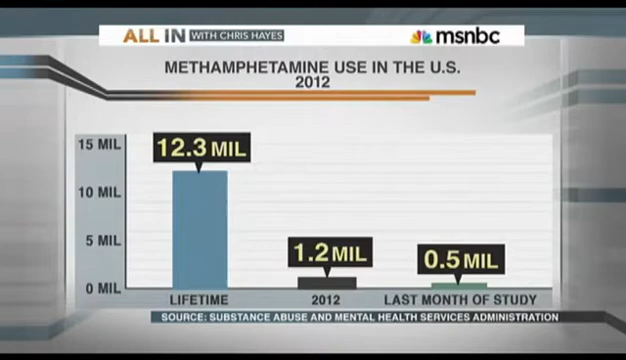 ALL IN WITH CHRIS HAYES
msnbc
METHAMPHETAMINE USE IN THE U.S.
2012
15 MIL
10 MIL
5 MIL
0 MIL
12.3 MIL
1.2 MIL
0.5 MIL
LIFETIME
2012
LAST MONTH OF STUDY
SOURCE: SUBSTANCE ABUSE AND MENTAL HEALTH SERVICES ADMINISTRATION